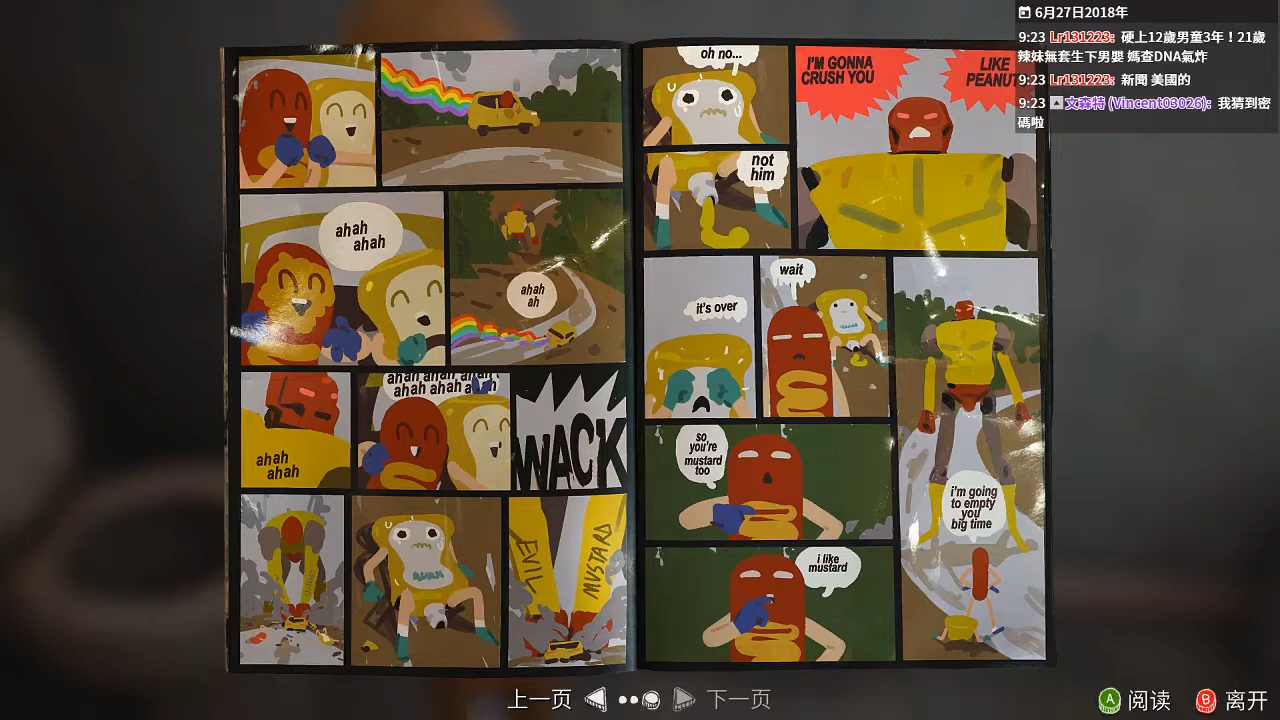 6月27日2018年
9:23 Lr131223: 硬上12歲男童3年！21歲
辣妹無套生下男嬰 媽查DNA氣炸
9:23 Lr131223: 新聞 美國的
9:23 文森特 (Vincent03026): 我猜到密
碼啦
ahah
ahah
ahah
ah
ahah
ahah
ahah ahah ahah
WACK
EVIL
MUSTARD
oh no...
not
him
I'M GONNA
CRUSH YOU
LIKE
PEANUT
it's over
wait
so
you're
mustard
too
i like
mustard
i'm going
to empty
you
big time
上一页
下一页
A 阅读
B 离开